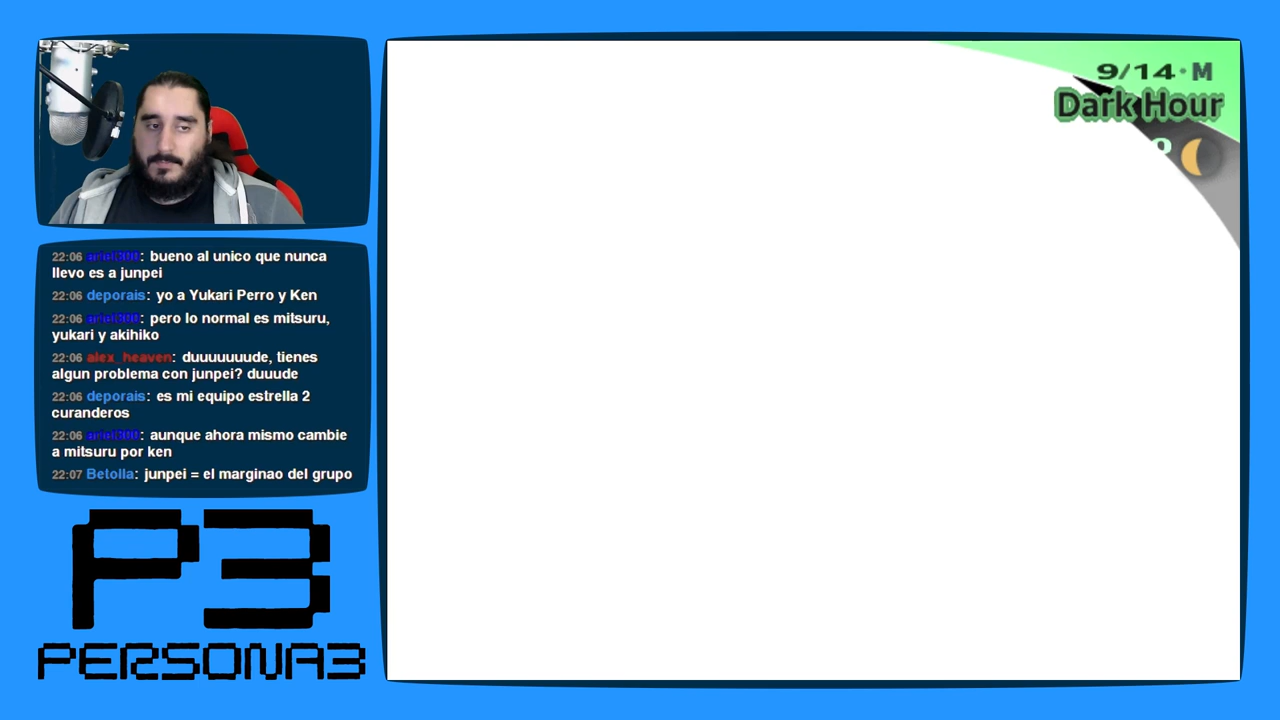 9/14·M
Dark Hour
22:06 ariel300: bueno al unico que nunca
llevo es a junpei
22:06 deporais: yo a Yukari Perro y Ken
22:06 ariel300: pero lo normal es mitsuru,
yukari y akihiko
22:06 alex_heaven: duuuuuuude, tienes
algun problema con junpei? duuude
22:06 deporais: es mi equipo estrella 2
curanderos
22:06 ariel300: aunque ahora mismo cambie
a mitsuru por ken
22:07 Betolla: junpei = el marginao del grupo
P3
PERSONA3